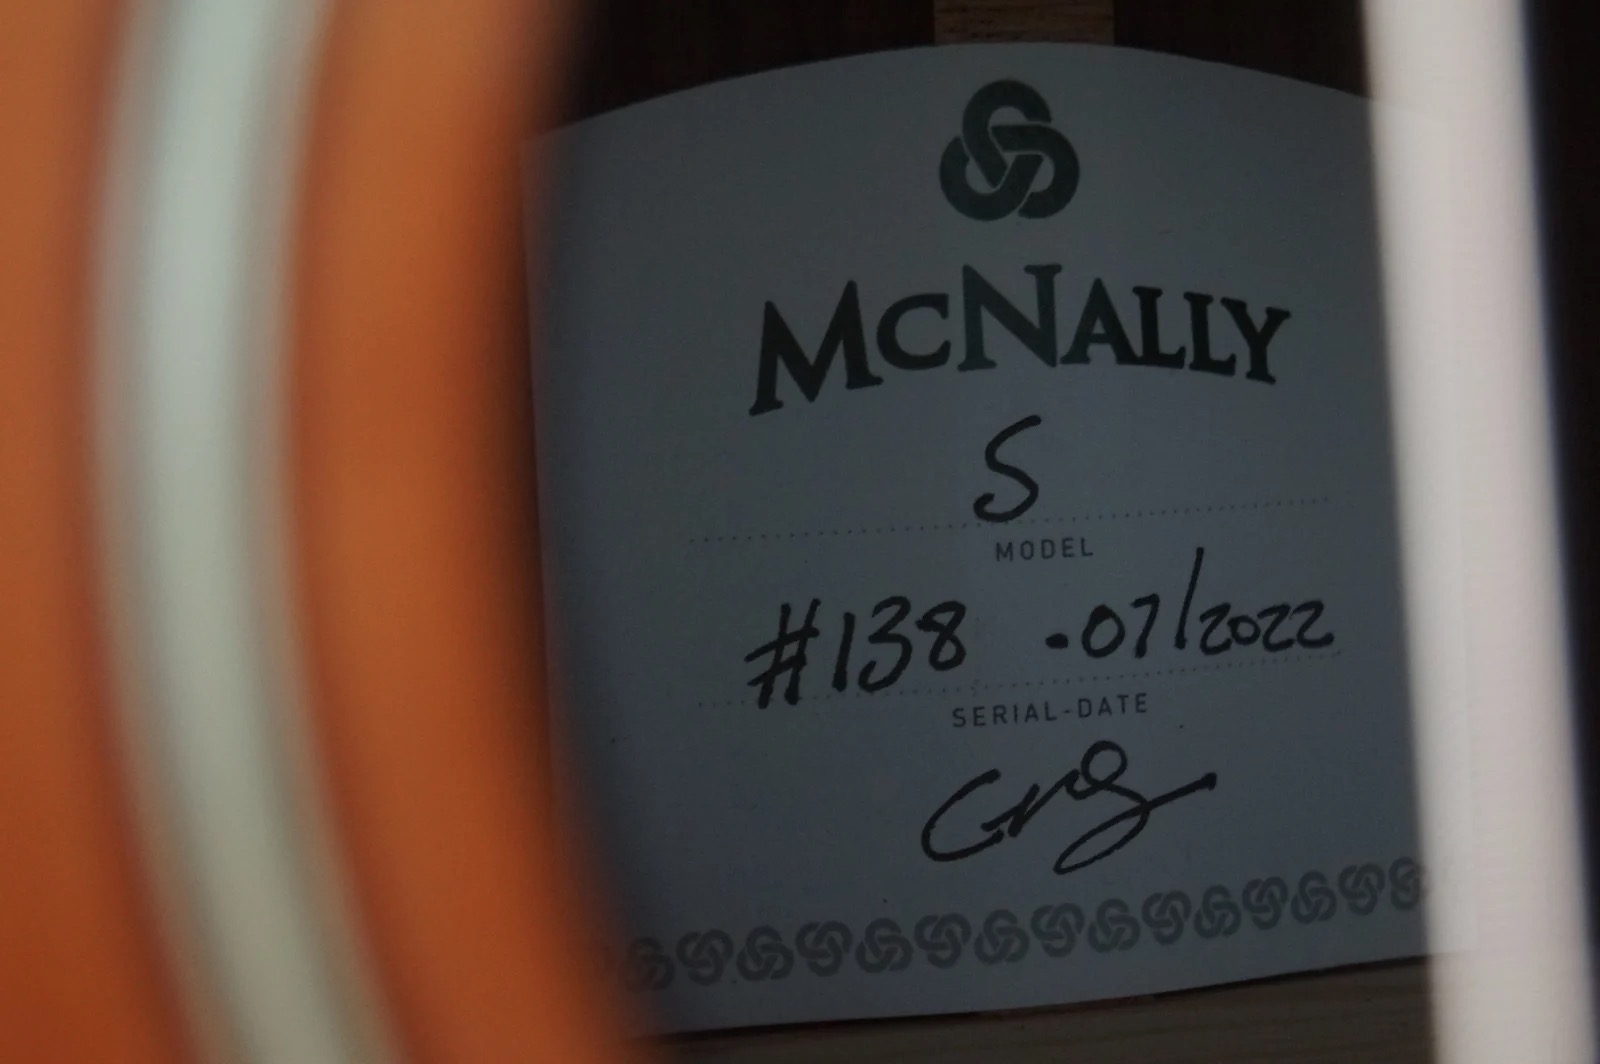 McNALLY
S
MODEL
#138 .07/2022
SERIAL-DATE